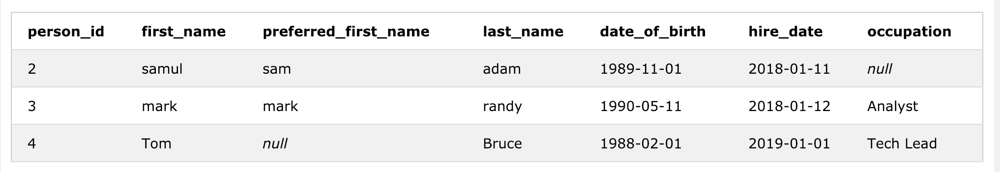 person_id first_name preferred_first_name last_name date_of_birth hire_date occupation
2 samul sam adam 1989-11-01 2018-01-11 null
3 mark mark randy 1990-05-11 2018-01-12 Analyst
4 Tom null Bruce 1988-02-01 2019-01-01 Tech Lead